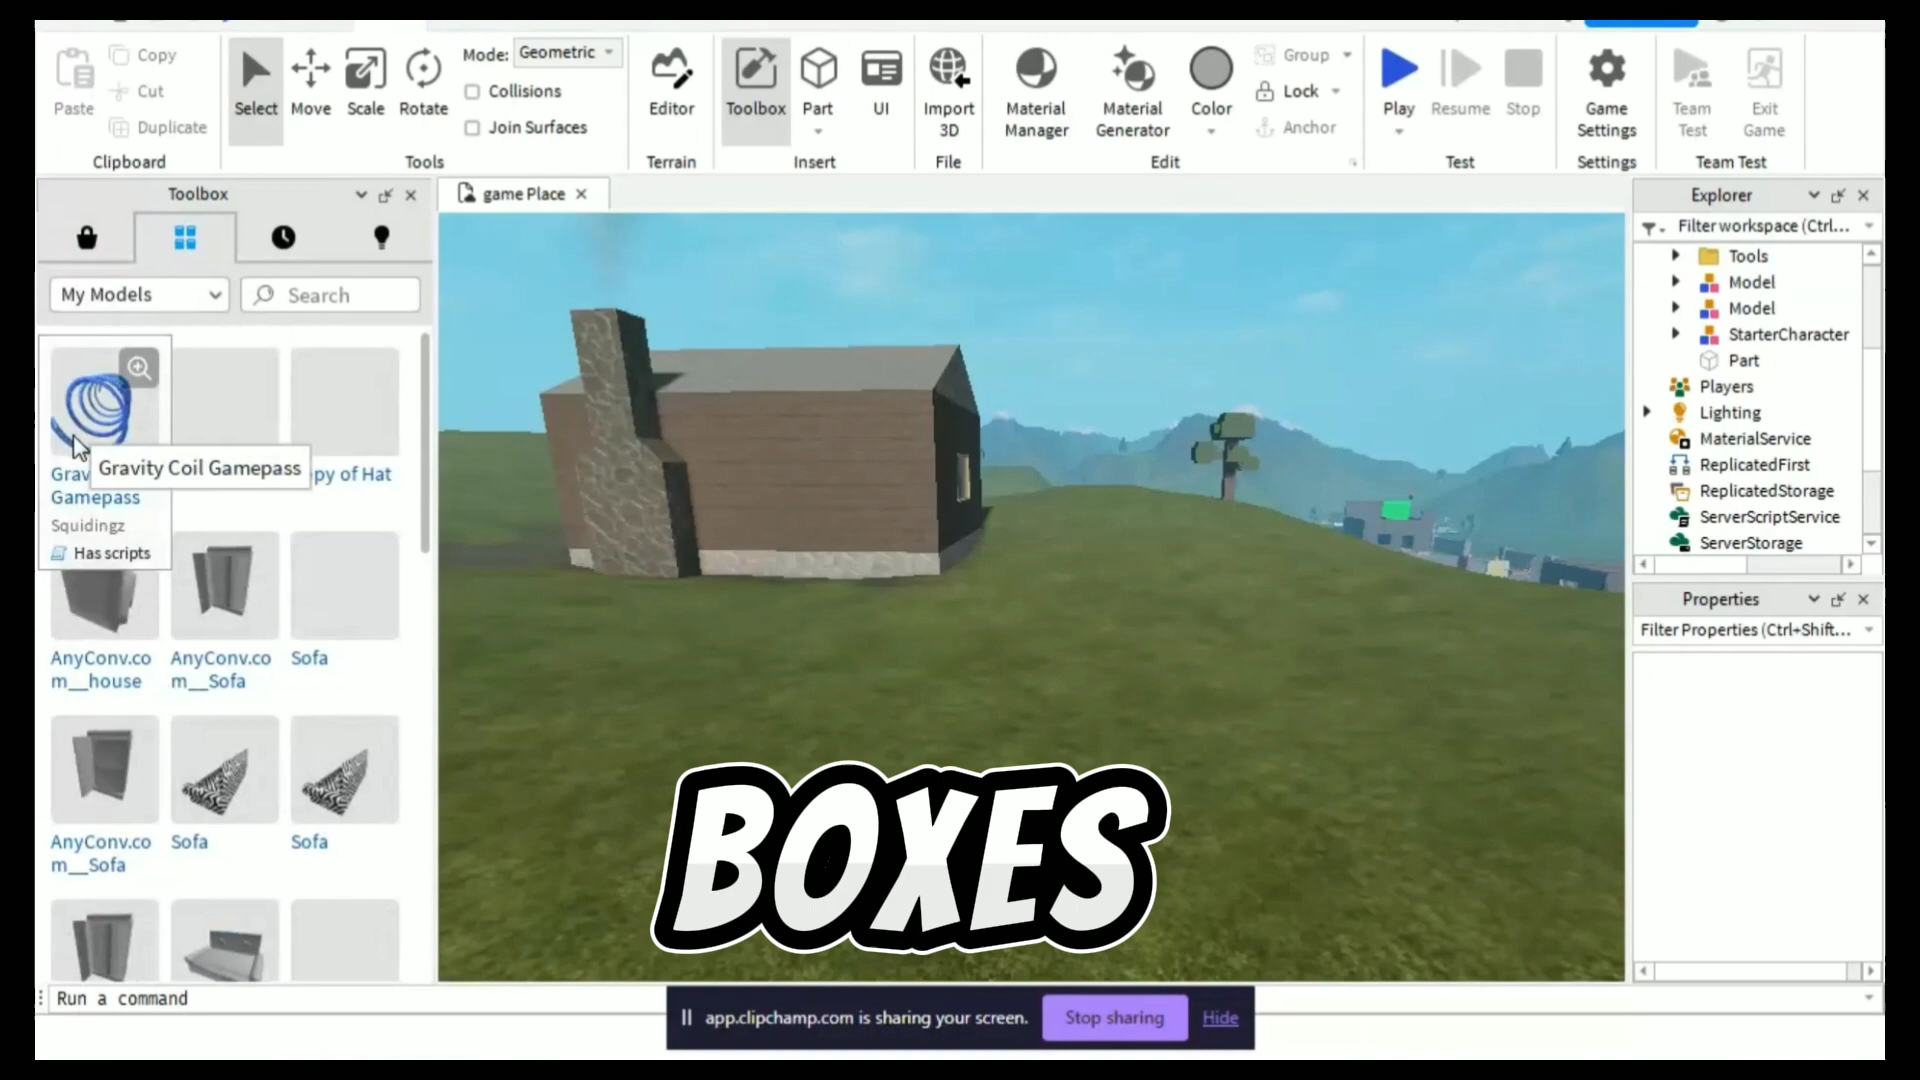 Paste
Copy
Cut
Duplicate
Clipboard
Select
Move
Scale
Rotate
Mode: Geometric
Collisions
Join Surfaces
Tools
Editor
Terrain
Toolbox
Part
UI
Insert
Import
3D
File
Material
Manager
Material
Generator
Color
Group
Lock
Anchor
Edit
Play
Resume
Stop
Test
Game
Settings
Settings
Team
Test
Exit
Game
Team Test
Toolbox
game Place
Explorer
My Models
Search
Filter workspace (Ctrl...
Tools
Model
Model
StarterCharacter
Part
Players
Lighting
MaterialService
ReplicatedFirst
ReplicatedStorage
ServerScriptService
ServerStorage
Grav
Gamepass
Gravity Coil Gamepass
py of Hat
Squidingz
Has scripts
AnyConv.co
m__house
AnyConv.co
m__Sofa
Sofa
AnyConv.co
m__Sofa
Sofa
Sofa
Properties
Filter Properties (Ctrl+Shift...
BOXES
Run a command
app.clipchamp.com is sharing your screen.
Stop sharing
Hide